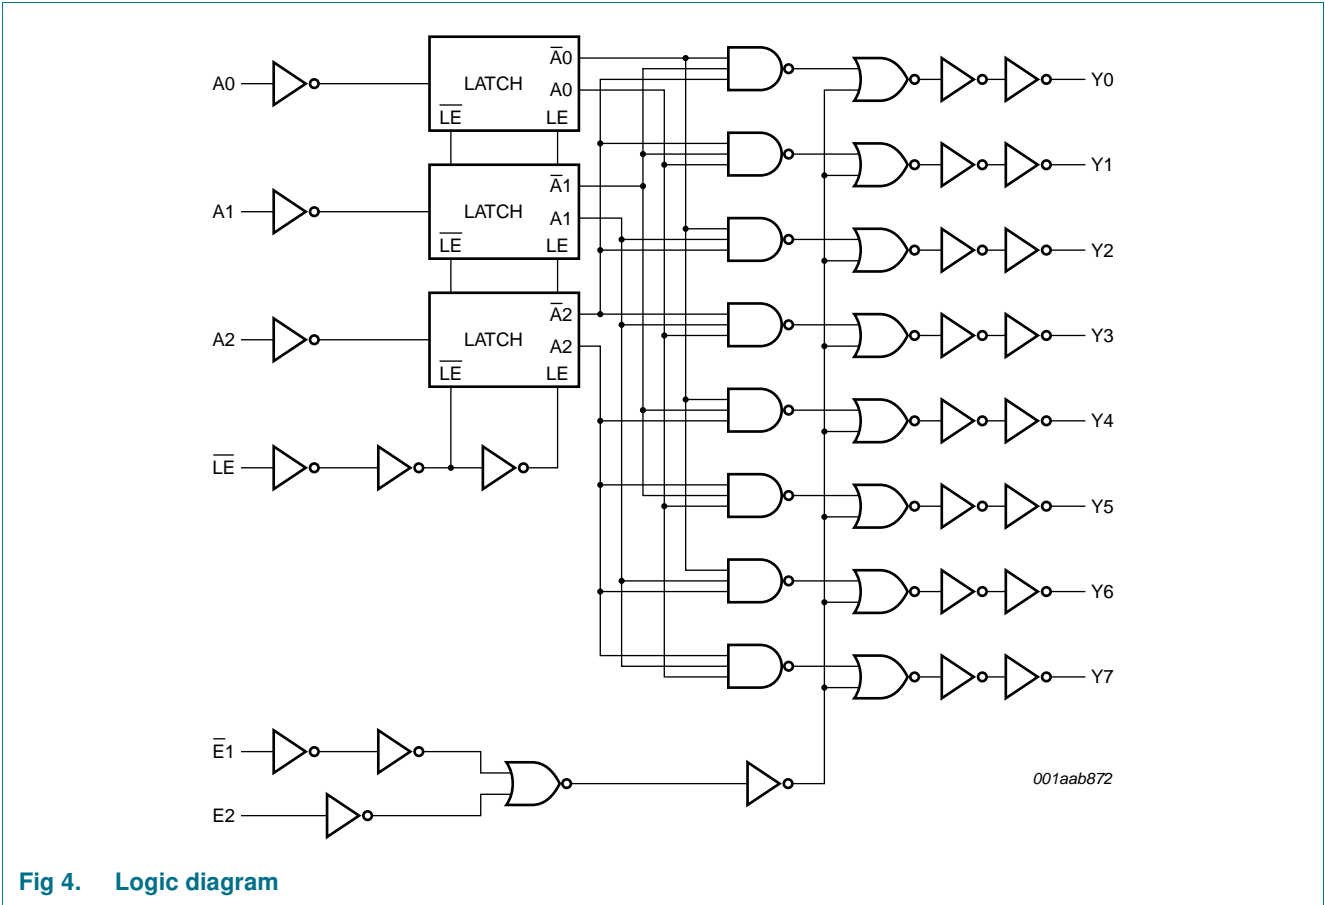 A0
LATCH
A̅0
A0
L̅E̅
LE
Y0
Y1
A1
LATCH
A̅1
A1
L̅E̅
LE
Y2
A2
LATCH
A̅2
A2
L̅E̅
LE
Y3
Y4
L̅E̅
Y5
Y6
Y7
E̅1
E2
001aab872
Fig 4. Logic diagram